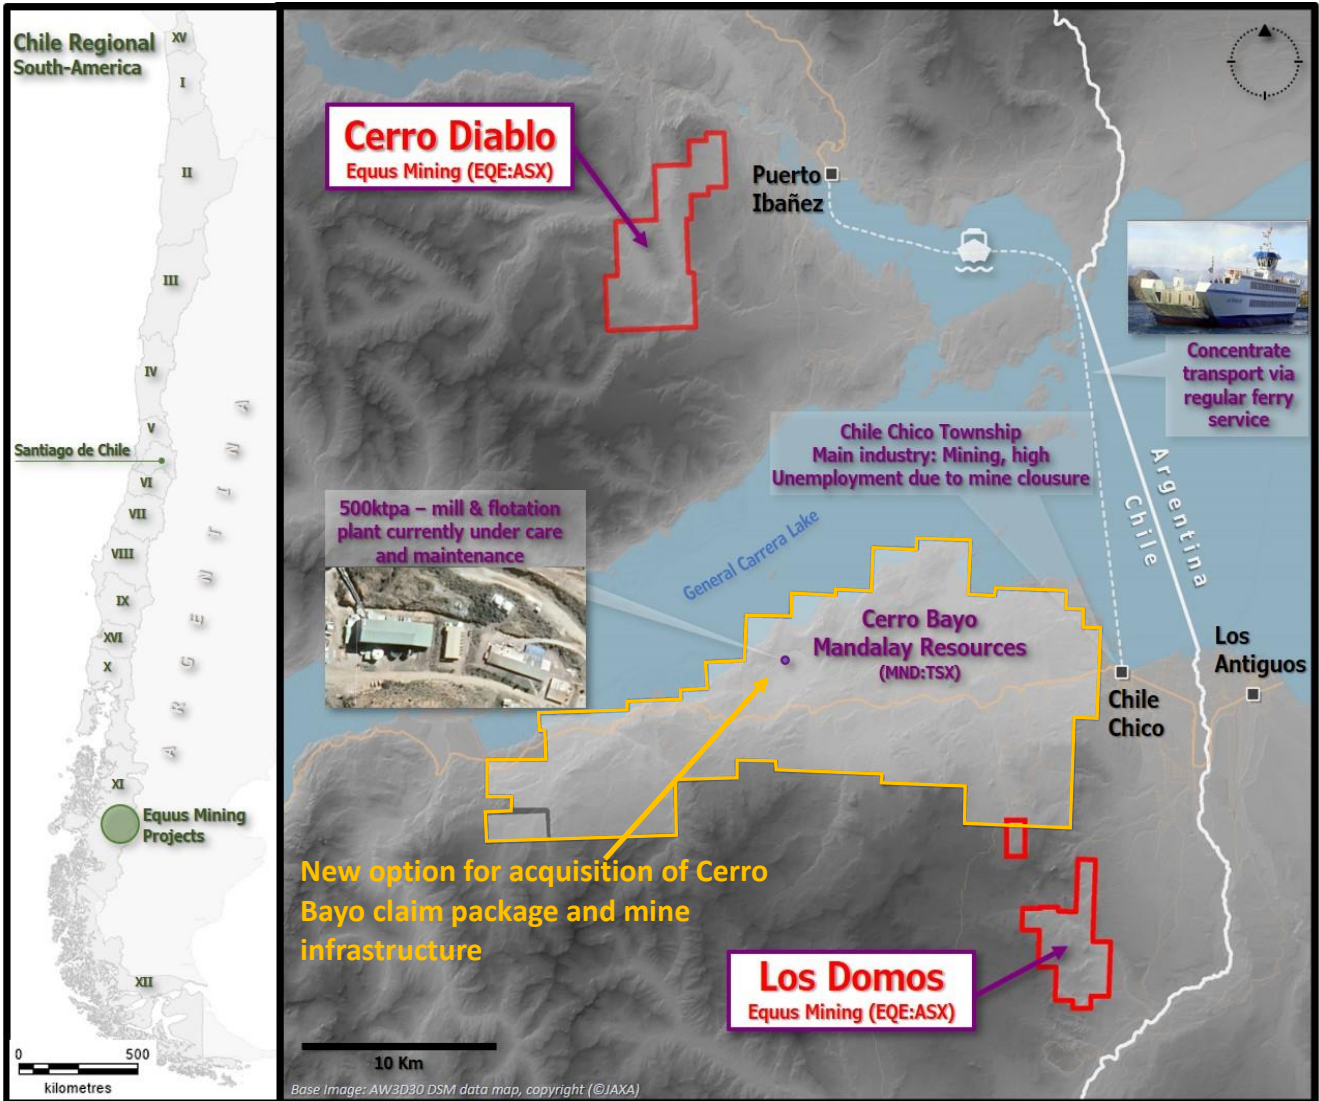 Chile Regional
South-America
XV
I
II
III
IV
V
Santiago de Chile
VI
VII
VIII
IX
XVI
X
XI
Equus Mining
Projects
XII
ARGENTINA
0 500
kilometres
Cerro Diablo
Equus Mining (EQE:ASX)
Puerto
Ibañez
Concentrate
transport via
regular ferry
service
Chile Chico Township
Main industry: Mining, high
Unemployment due to mine clousure
Argentina
Chile
500ktpa – mill & flotation
plant currently under care
and maintenance
General Carrera Lake
Cerro Bayo
Mandalay Resources
(MND:TSX)
Los
Antiguos
Chile
Chico
New option for acquisition of Cerro
Bayo claim package and mine
infrastructure
Los Domos
Equus Mining (EQE:ASX)
10 Km
Base Image: AW3D30 DSM data map, copyright (©JAXA)